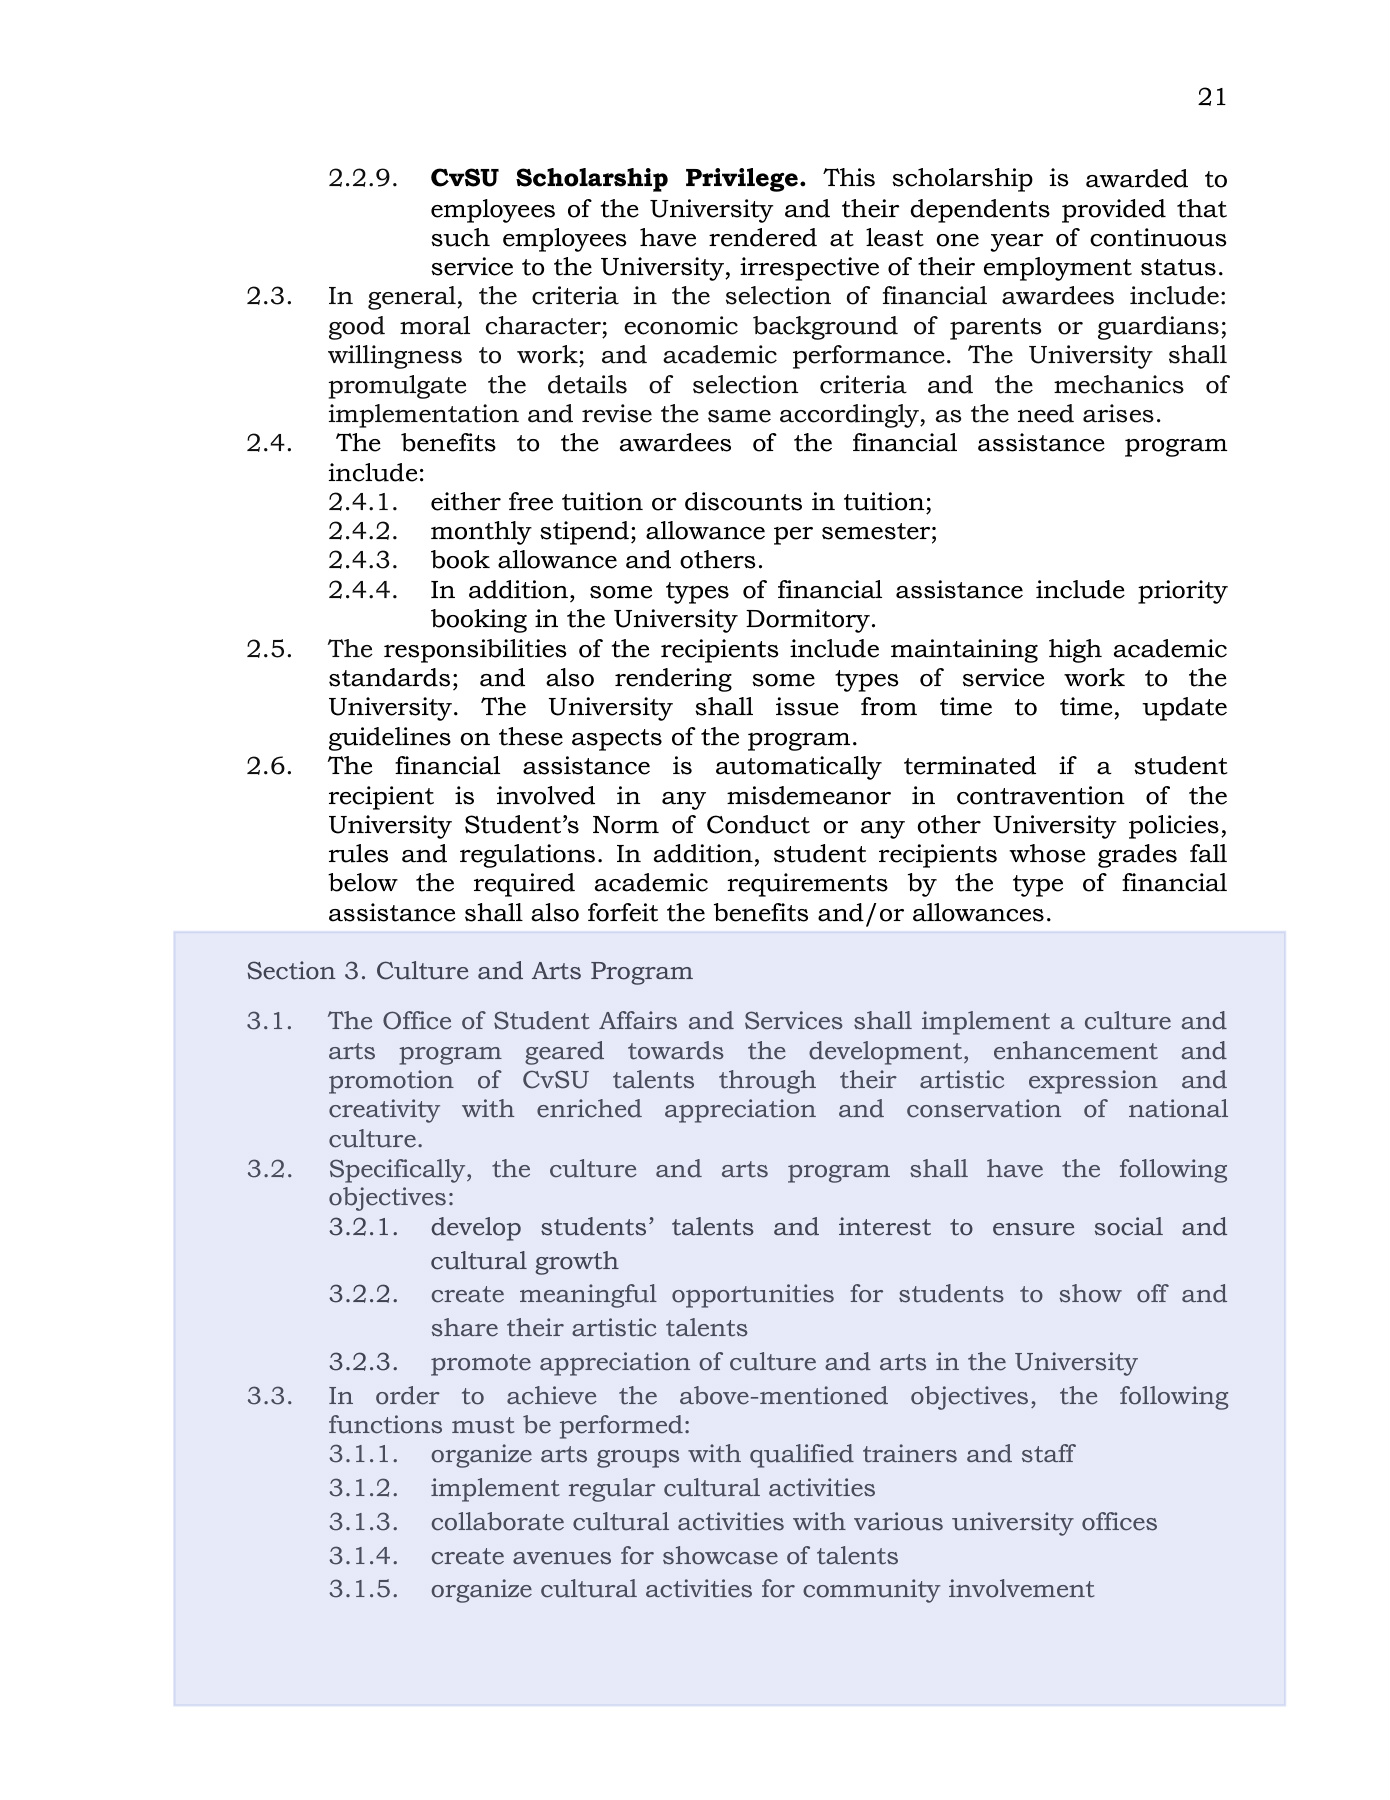 21
2.2.9. CvSU Scholarship Privilege. This scholarship is awarded to
employees of the University and their dependents provided that
such employees have rendered at least one year of continuous
service to the University, irrespective of their employment status.
2.3. In general, the criteria in the selection of financial awardees include:
good moral character; economic background of parents or guardians;
willingness to work; and academic performance. The University shall
promulgate the details of selection criteria and the mechanics of
implementation and revise the same accordingly, as the need arises.
2.4. The benefits to the awardees of the financial assistance program
include:
2.4.1. either free tuition or discounts in tuition;
2.4.2. monthly stipend; allowance per semester;
2.4.3. book allowance and others.
2.4.4. In addition, some types of financial assistance include priority
booking in the University Dormitory.
2.5. The responsibilities of the recipients include maintaining high academic
standards; and also rendering some types of service work to the
University. The University shall issue from time to time, update
guidelines on these aspects of the program.
2.6. The financial assistance is automatically terminated if a student
recipient is involved in any misdemeanor in contravention of the
University Student’s Norm of Conduct or any other University policies,
rules and regulations. In addition, student recipients whose grades fall
below the required academic requirements by the type of financial
assistance shall also forfeit the benefits and/or allowances.
Section 3. Culture and Arts Program
3.1. The Office of Student Affairs and Services shall implement a culture and
arts program geared towards the development, enhancement and
promotion of CvSU talents through their artistic expression and
creativity with enriched appreciation and conservation of national
culture.
3.2. Specifically, the culture and arts program shall have the following
objectives:
3.2.1. develop students’ talents and interest to ensure social and
cultural growth
3.2.2. create meaningful opportunities for students to show off and
share their artistic talents
3.2.3. promote appreciation of culture and arts in the University
3.3. In order to achieve the above-mentioned objectives, the following
functions must be performed:
3.1.1. organize arts groups with qualified trainers and staff
3.1.2. implement regular cultural activities
3.1.3. collaborate cultural activities with various university offices
3.1.4. create avenues for showcase of talents
3.1.5. organize cultural activities for community involvement